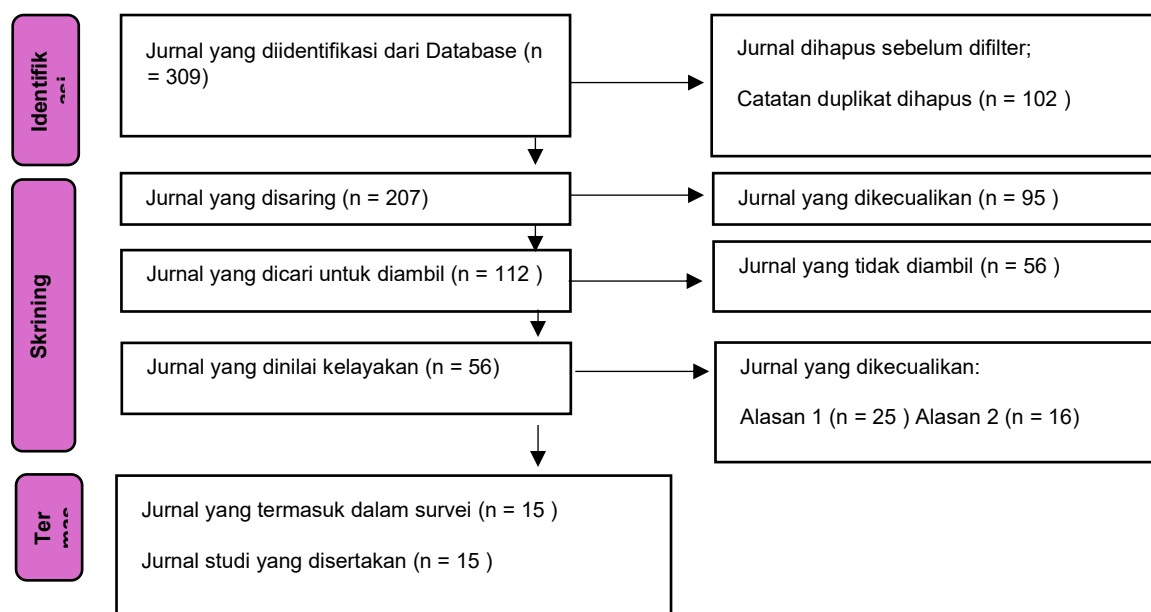 Identifik
asi
Jurnal yang diidentifikasi dari Database (n
= 309)
Jurnal dihapus sebelum difilter;
Catatan duplikat dihapus (n = 102 )
Skrining
Jurnal yang disaring (n = 207)
Jurnal yang dikecualikan (n = 95 )
Jurnal yang dicari untuk diambil (n = 112 )
Jurnal yang tidak diambil (n = 56 )
Jurnal yang dinilai kelayakan (n = 56)
Jurnal yang dikecualikan:
Alasan 1 (n = 25 ) Alasan 2 (n = 16)
Ter
mas
Jurnal yang termasuk dalam survei (n = 15 )
Jurnal studi yang disertakan (n = 15 )